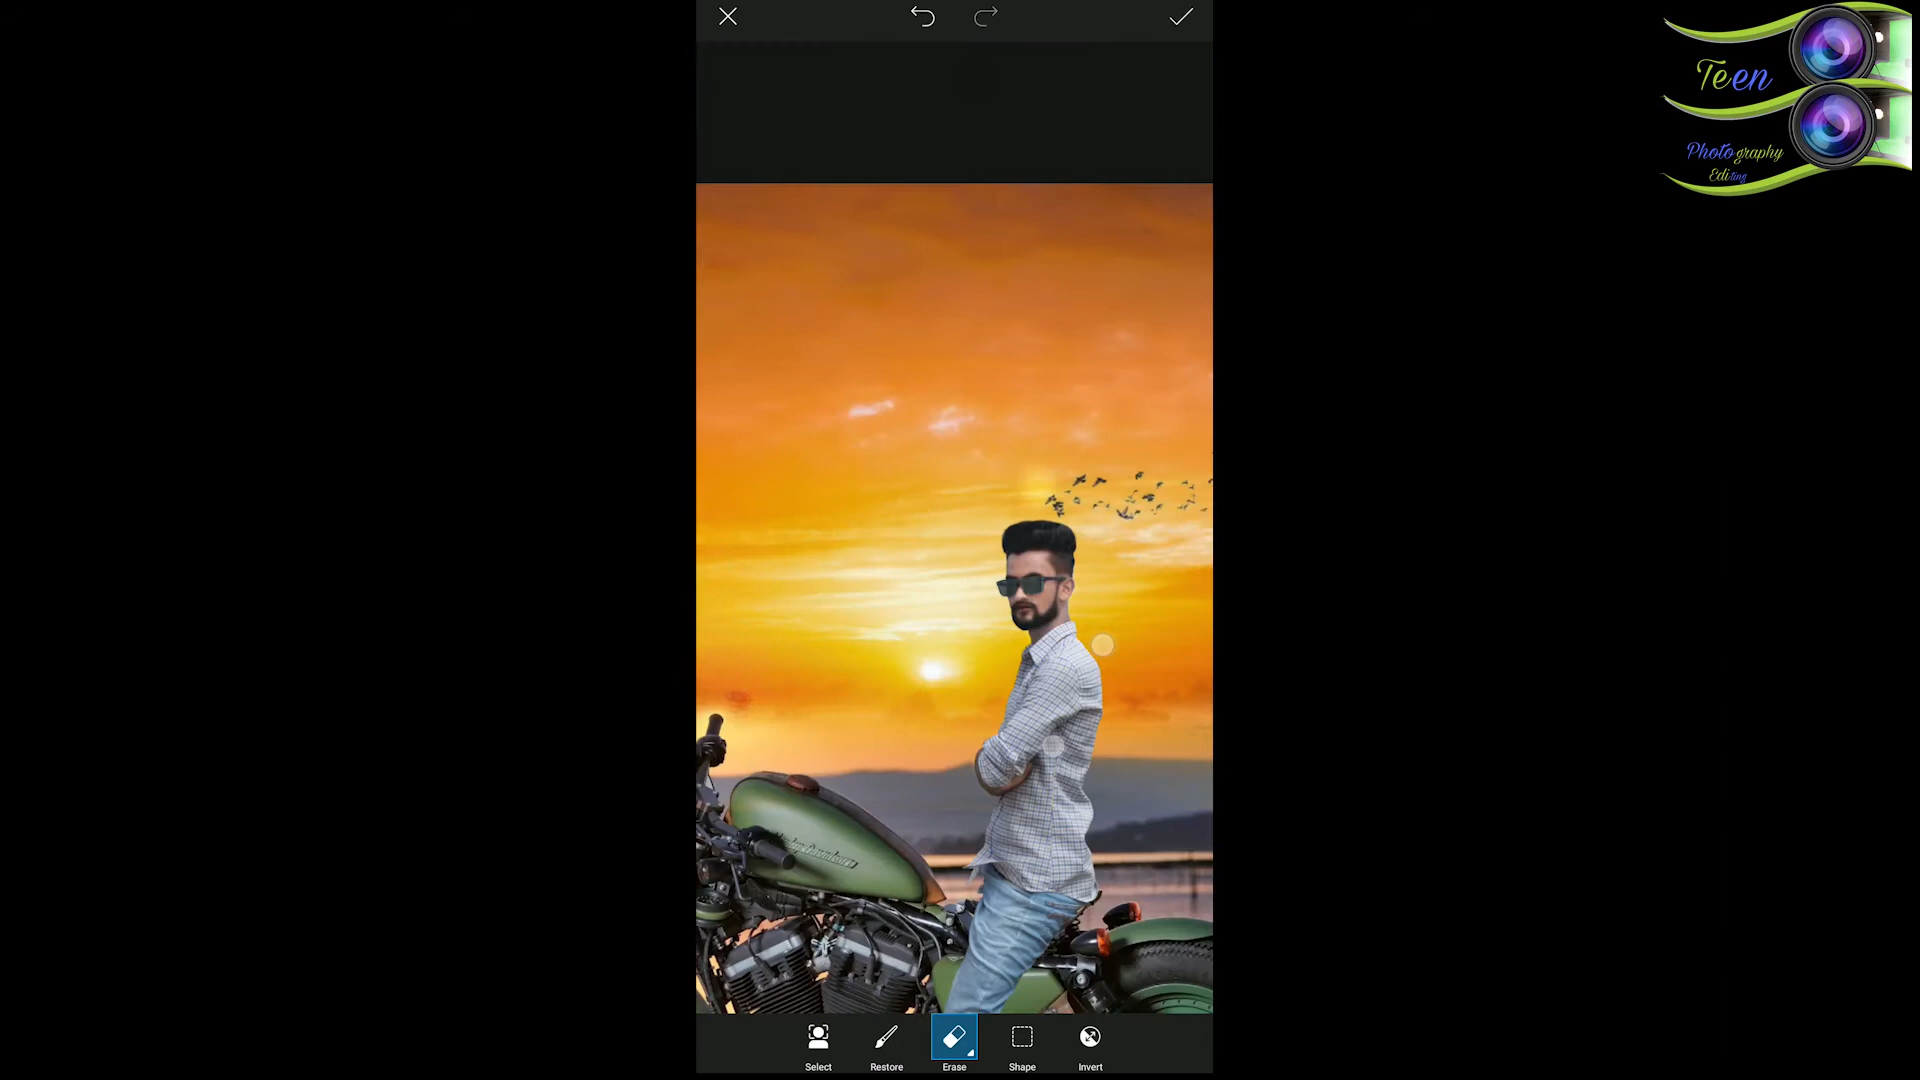 Teen
Photography
Editing
Select
Restore
Erase
Shape
Invert